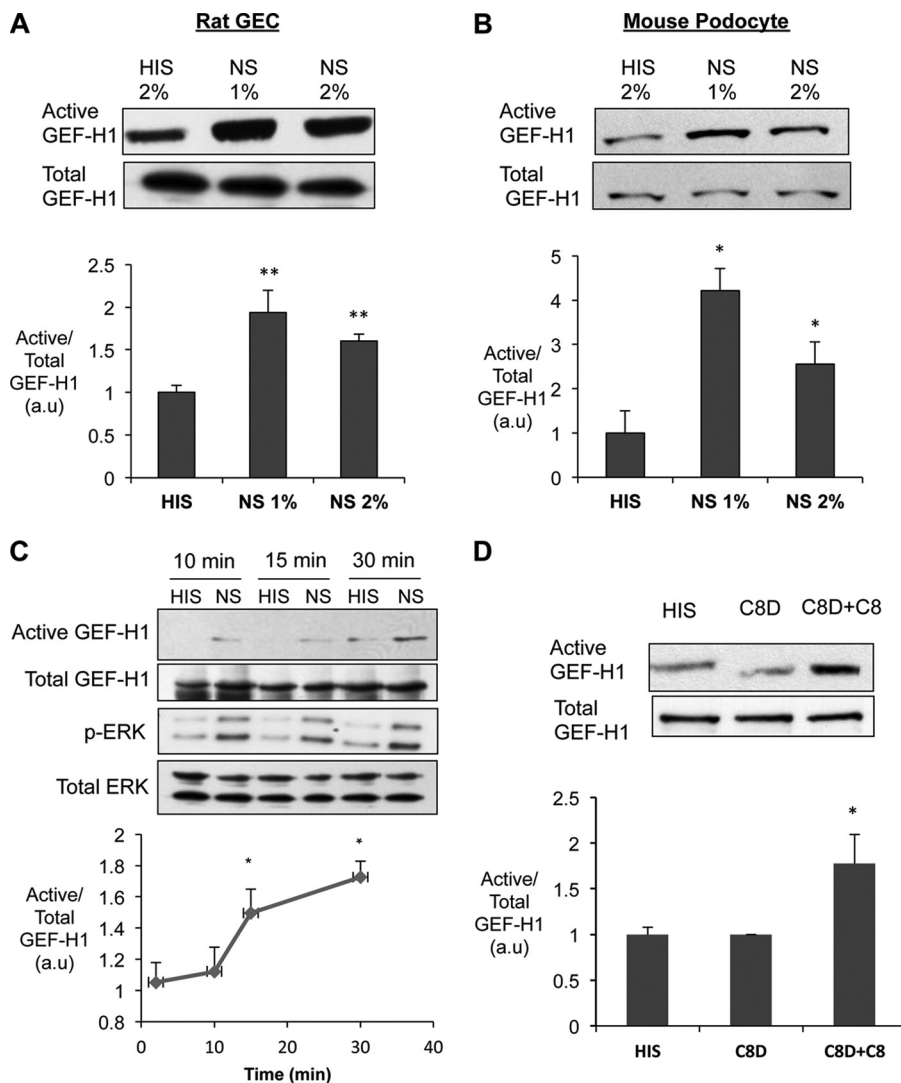 A
Rat GEC
HIS NS NS
2% 1% 2%
Active
GEF-H1
Total
GEF-H1
2.5
2
1.5
1
0.5
0
Active/
Total
GEF-H1
(a.u)
**
**
HIS NS 1% NS 2%
B
Mouse Podocyte
HIS NS NS
2% 1% 2%
Active
GEF-H1
Total
GEF-H1
5
4
3
2
1
0
Active/
Total
GEF-H1
(a.u)
*
*
HIS NS 1% NS 2%
C
10 min 15 min 30 min
HIS NS HIS NS HIS NS
Active GEF-H1
Total GEF-H1
p-ERK
Total ERK
2
1.8
1.6
1.4
1.2
1
0.8
Active/
Total
GEF-H1
(a.u)
*
*
0 10 20 30 40
Time (min)
D
HIS C8D C8D+C8
Active
GEF-H1
Total
GEF-H1
2.5
2
1.5
1
0.5
0
Active/
Total
GEF-H1
(a.u)
*
HIS C8D C8D+C8